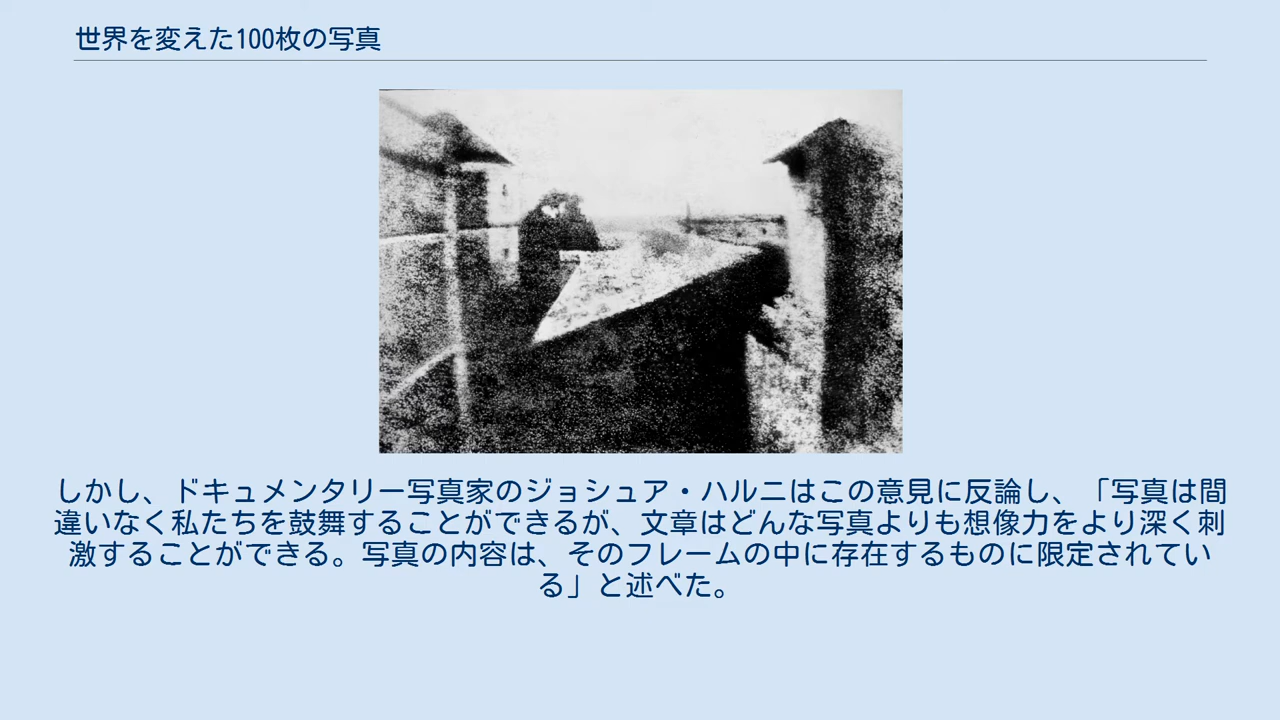 世界を変えた100枚の写真
しかし、ドキュメンタリー写真家のジョシュア・ハルニはこの意見に反論し、「写真は間
違いなく私たちを鼓舞することができるが、文章はどんな写真よりも想像力をより深く刺
激することができる。写真の内容は、そのフレームの中に存在するものに限定されてい
る」と述べた。